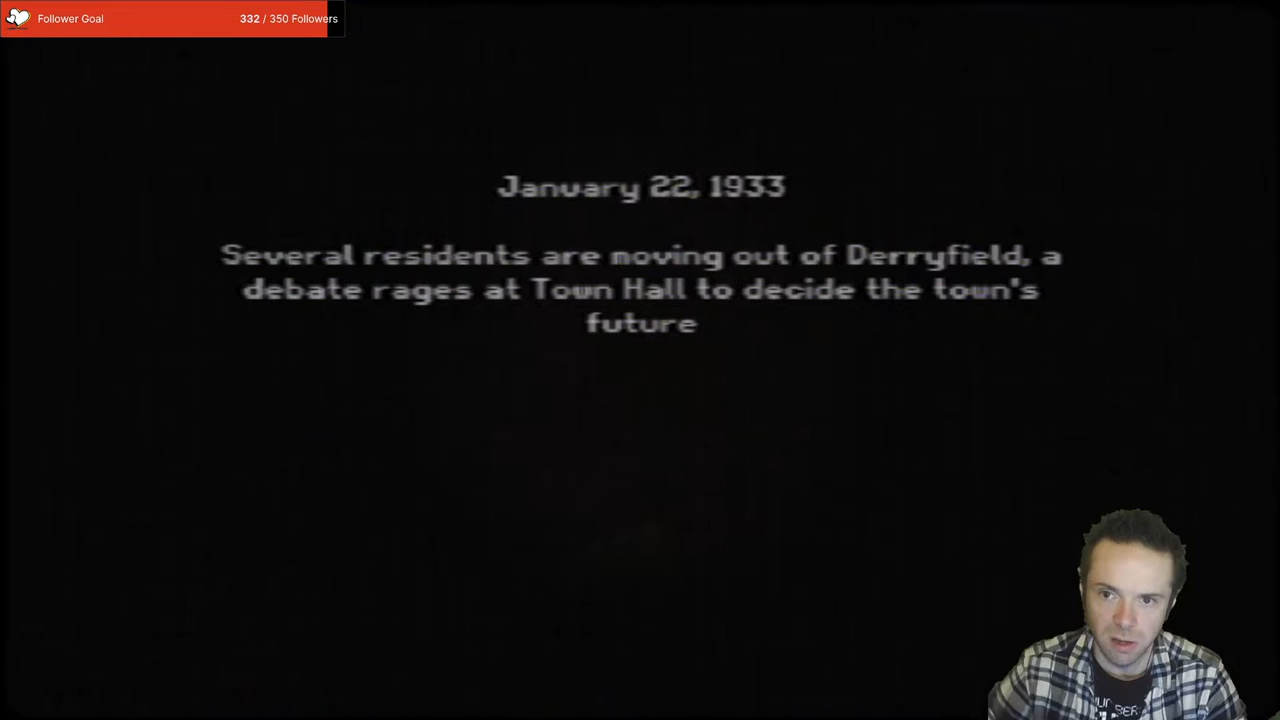 Follower Goal 332 / 350 Followers
January 22, 1933
Several residents are moving out of Derryfield, a
debate rages at Town Hall to decide the town's
future